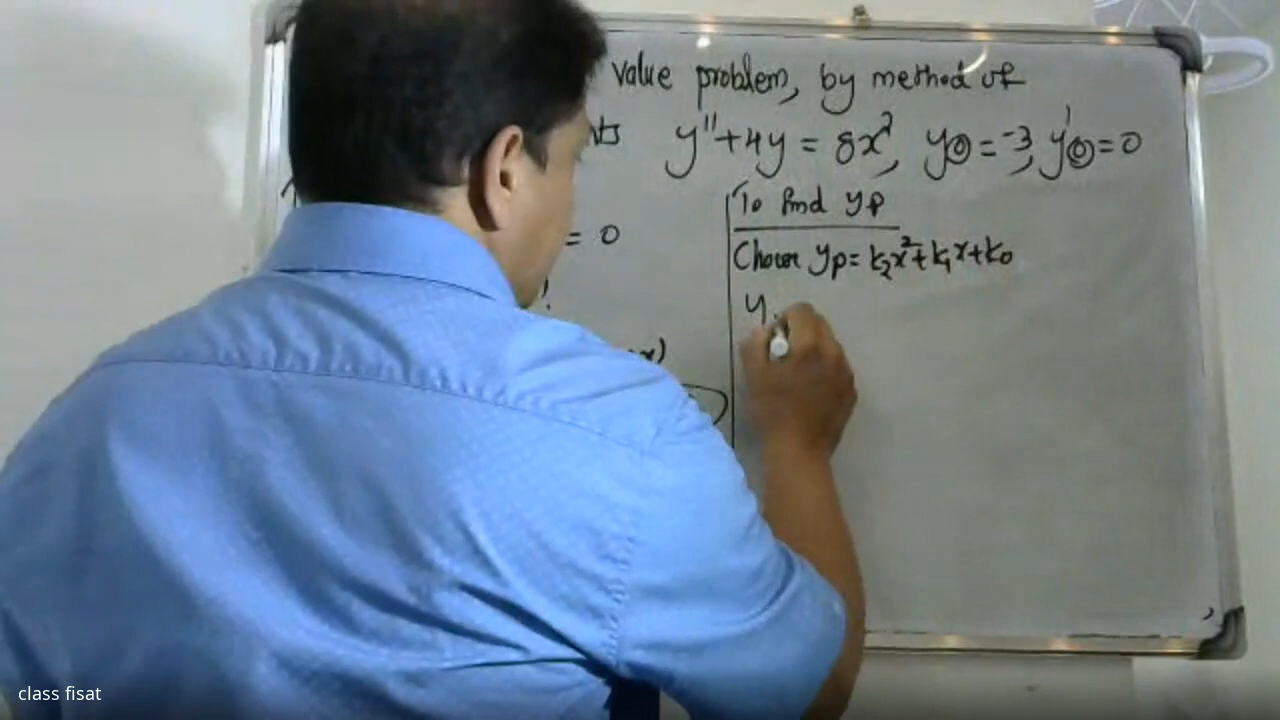 value problem, by method of
nts y''+4y = 8x², y(0) = -3, y'(0) = 0
To find yp
= 0
Choose yp = k₂x²+k₁x+k₀
y
x)
class fisat